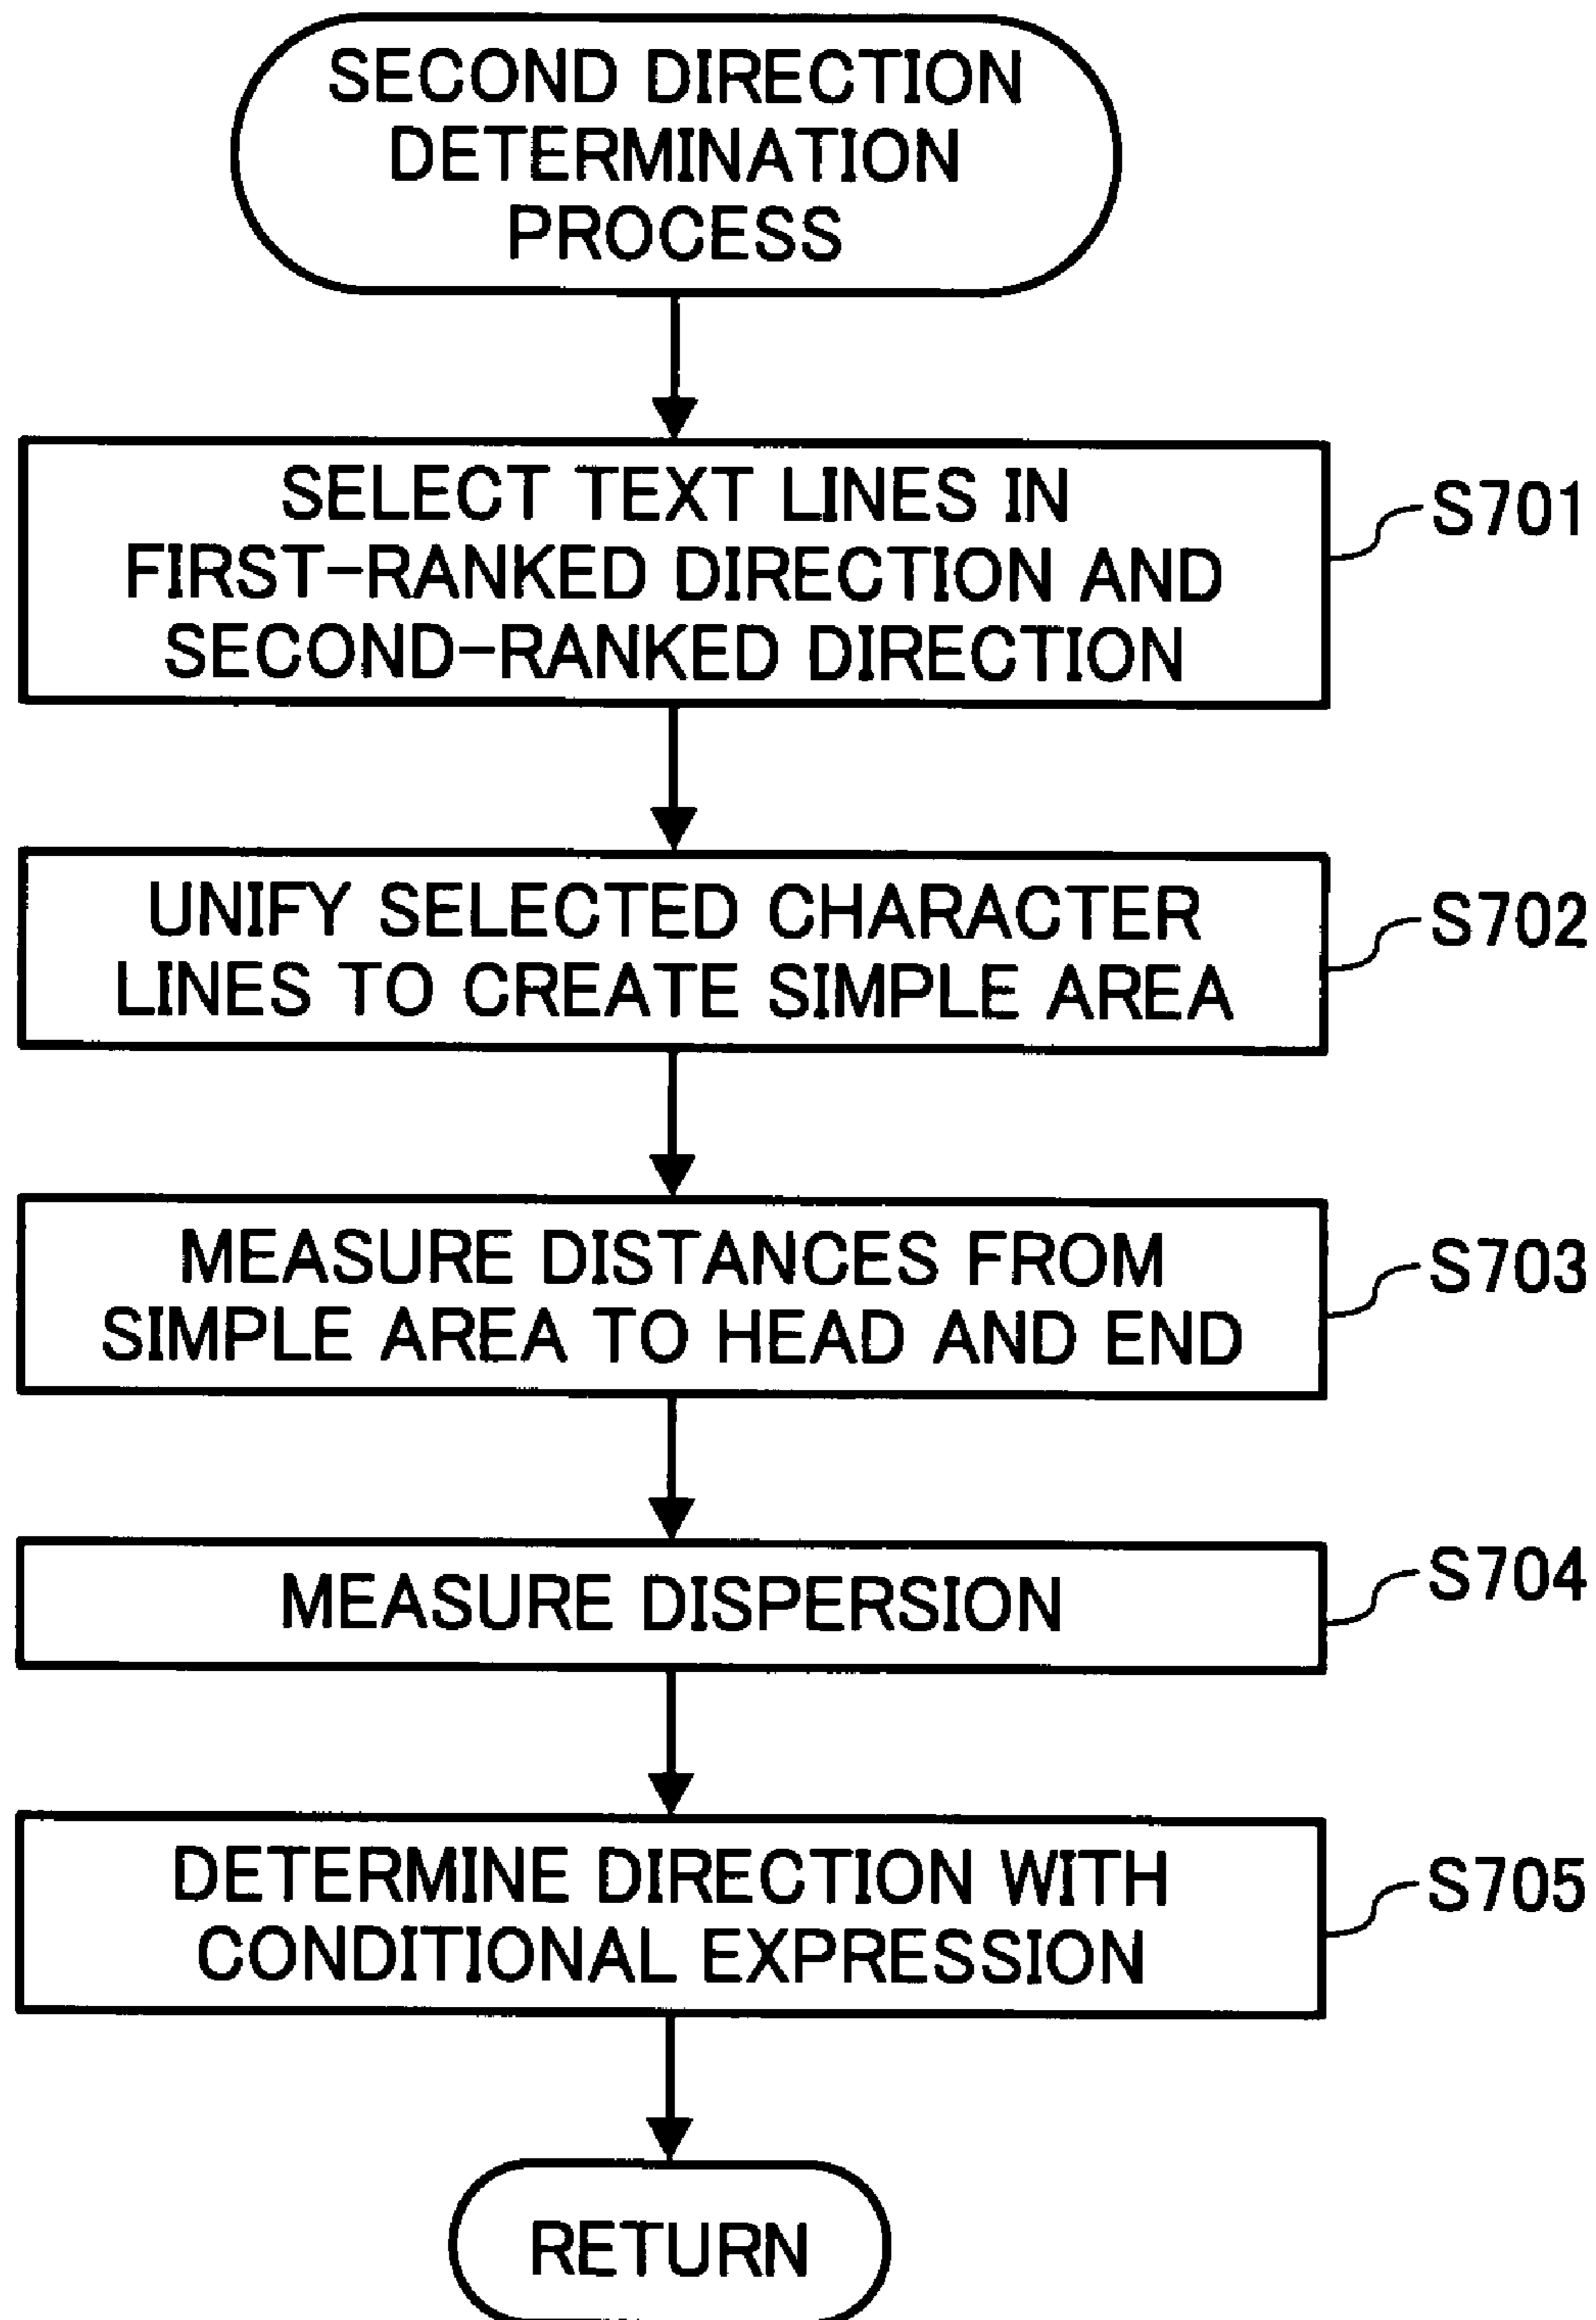 SECOND DIRECTION
DETERMINATION
PROCESS
SELECT TEXT LINES IN
FIRST-RANKED DIRECTION AND
SECOND-RANKED DIRECTION
S701
UNIFY SELECTED CHARACTER
LINES TO CREATE SIMPLE AREA
S702
MEASURE DISTANCES FROM
SIMPLE AREA TO HEAD AND END
S703
MEASURE DISPERSION
S704
DETERMINE DIRECTION WITH
CONDITIONAL EXPRESSION
S705
RETURN